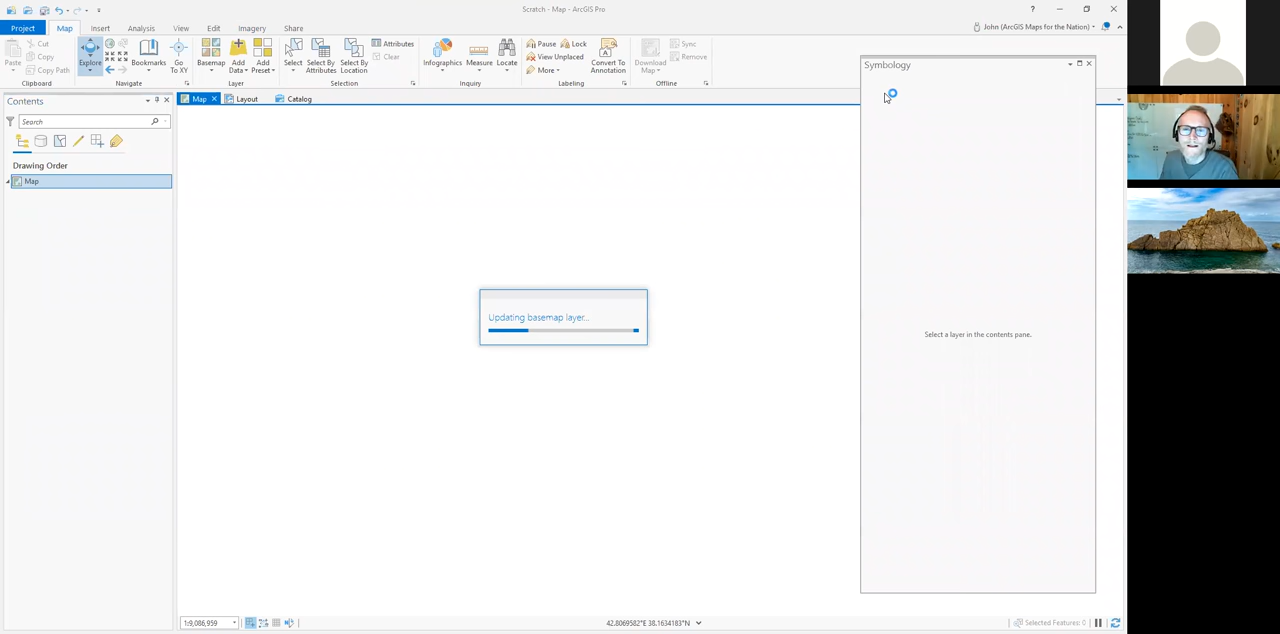 Scratch - Map - ArcGIS Pro
?
Project
Map
Insert
Analysis
View
Edit
Imagery
Share
John (ArcGIS Maps for the Nation)
Paste
Cut
Copy
Copy Path
Clipboard
Explore
Bookmarks
Go To XY
Navigate
Basemap
Add Data
Add Preset
Layer
Select
Select By Attributes
Select By Location
Attributes
Clear
Selection
Infographics
Measure
Locate
Inquiry
Pause
Lock
View Unplaced
More
Convert To Annotation
Labeling
Download Map
Sync
Remove
Offline
Contents
Search
Drawing Order
Map
Map
Layout
Catalog
Updating basemap layer...
Symbology
Select a layer in the contents pane.
1:9,086,959
42.8069582°E 38.1634183°N
Selected Features: 0